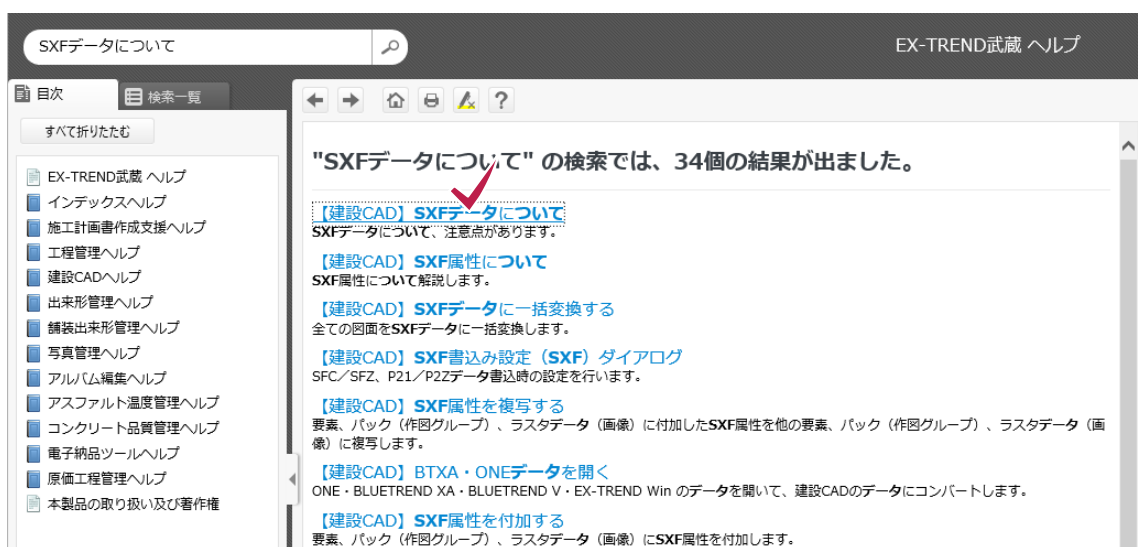 SXFデータについて
EX-TREND武蔵 ヘルプ
目次
検索一覧
すべて折りたたむ
EX-TREND武蔵 ヘルプ
インデックスヘルプ
施工計画書作成支援ヘルプ
工程管理ヘルプ
建設CADヘルプ
出来形管理ヘルプ
舗装出来形管理ヘルプ
写真管理ヘルプ
アルバム編集ヘルプ
アスファルト温度管理ヘルプ
コンクリート品質管理ヘルプ
電子納品ツールヘルプ
原価工程管理ヘルプ
本製品の取り扱い及び著作権
"SXFデータについて" の検索では、34個の結果が出ました。
【建設CAD】SXFデータについて
SXFデータについて、注意点があります。
【建設CAD】SXF属性について
SXF属性について解説します。
【建設CAD】SXFデータに一括変換する
全ての図面をSXFデータに一括変換します。
【建設CAD】SXF書込み設定（SXF）ダイアログ
SFC／SFZ、P21／P2Zデータ書込時の設定を行います。
【建設CAD】SXF属性を複写する
要素、パック（作図グループ）、ラスタデータ（画像）に付加したSXF属性を他の要素、パック（作図グループ）、ラスタデータ（画
像）に複写します。
【建設CAD】BTXA・ONEデータを開く
ONE・BLUETREND XA・BLUETREND V・EX-TREND Win のデータを開いて、建設CADのデータにコンバートします。
【建設CAD】SXF属性を付加する
要素、パック（作図グループ）、ラスタデータ（画像）にSXF属性を付加します。